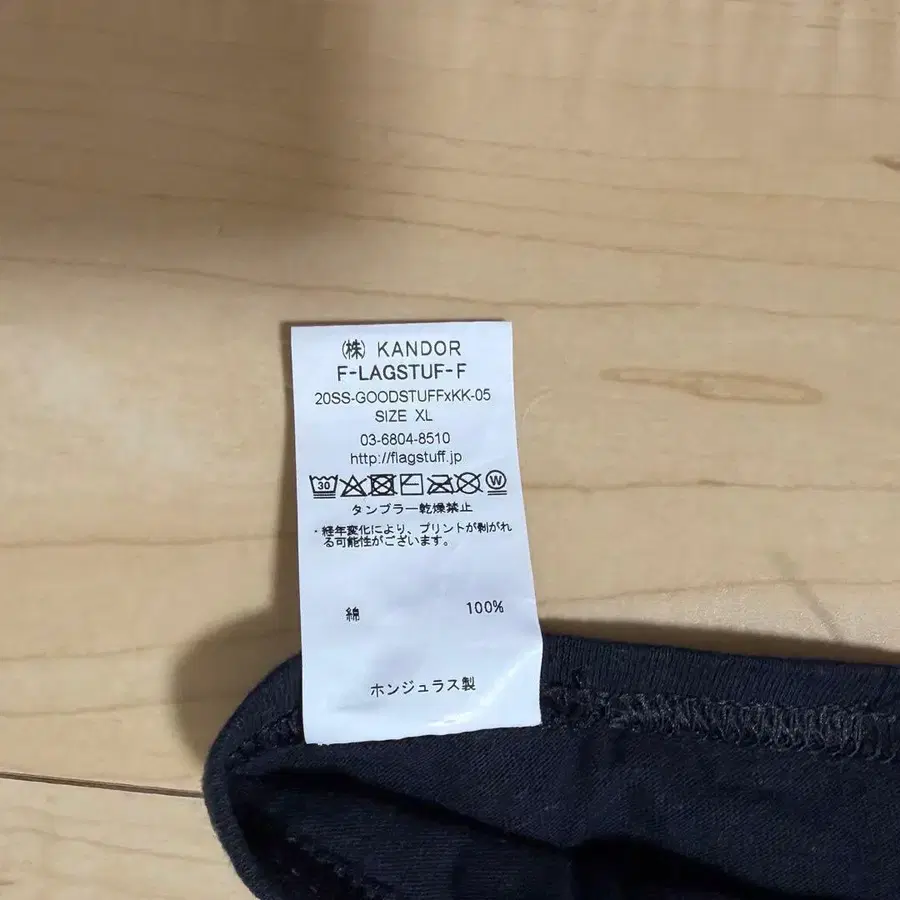 ㈱ KANDOR
F-LAGSTUF-F
20SS-GOODSTUFFxKK-05
SIZE XL
03-6804-8510
http://flagstuff.jp
30 W
タンブラー乾燥禁止
・経年変化により、プリントが剥がれ
る可能性がございます。
綿 100%
ホンジュラス製